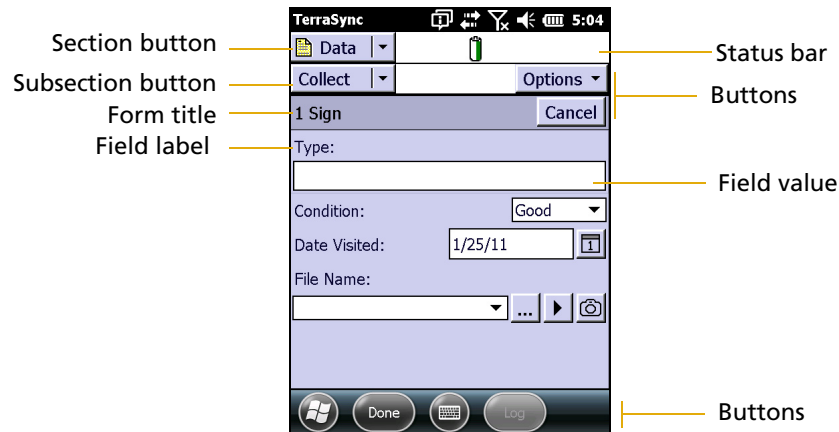 TerraSync 5:04
Section button
Data
Status bar
Subsection button
Collect
Options
Buttons
Form title
1 Sign
Cancel
Field label
Type:
Field value
Condition:
Good
Date Visited:
1/25/11
1
File Name:
...
Done
Log
Buttons